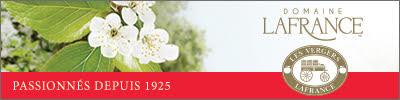 DOMAINE
LAFRANCE
LES VERGERS
LAFRANCE
PASSIONNÉS DEPUIS 1925